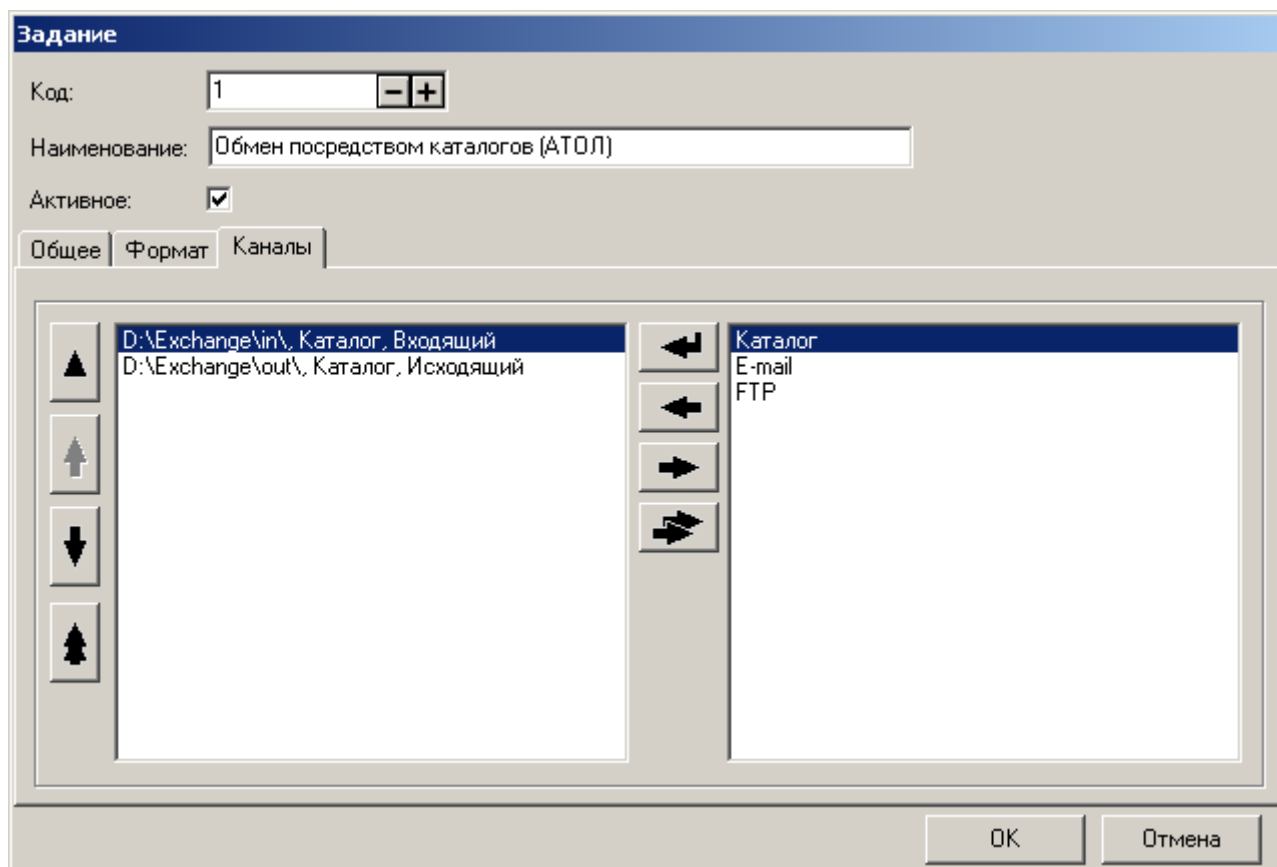 Задание
Код: 1
Наименование: Обмен посредством каталогов (АТОЛ)
Активное:
Общее Формат Каналы
D:\Exchange\in\, Каталог, Входящий
D:\Exchange\out\, Каталог, Исходящий
Каталог
E-mail
FTP
OK Отмена